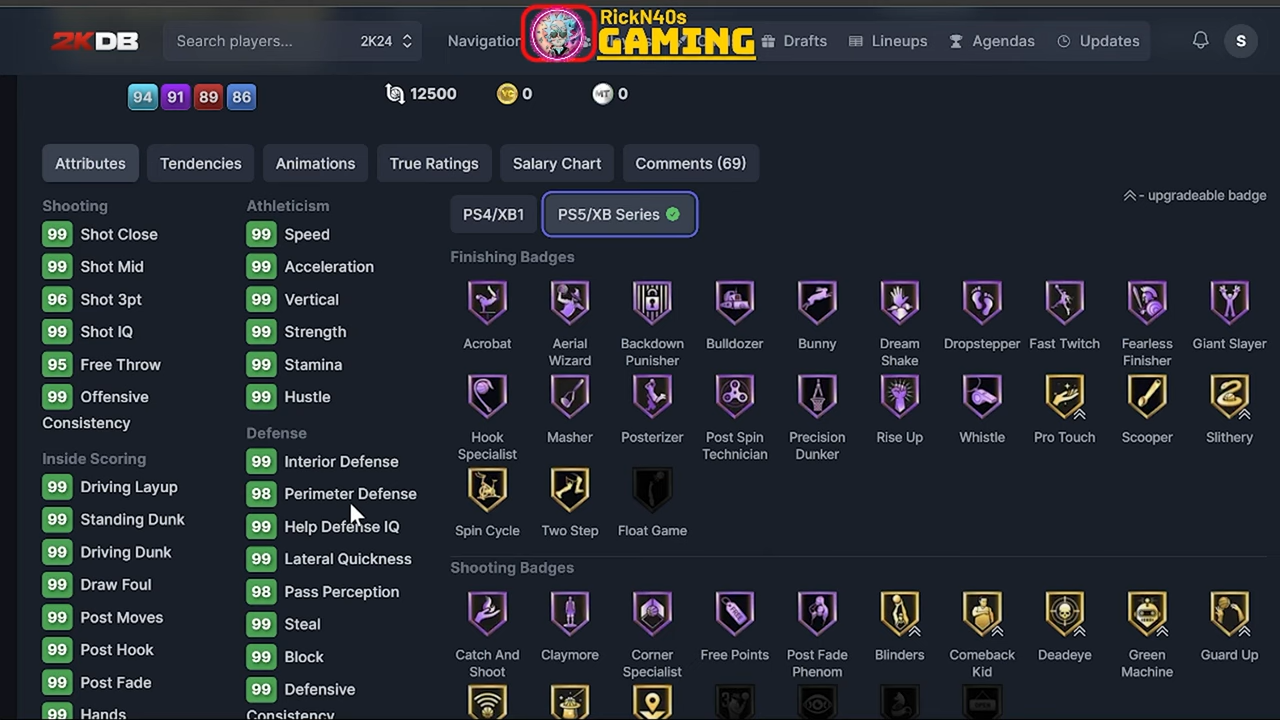 RickN40s
GAMING
2KDB
Search players...
2K24
Navigation
Drafts
Lineups
Agendas
Updates
S
94 91 89 86
12500
YC 0
MT 0
Attributes
Tendencies
Animations
True Ratings
Salary Chart
Comments (69)
Shooting
99 Shot Close
99 Shot Mid
96 Shot 3pt
99 Shot IQ
95 Free Throw
99 Offensive
Consistency
Inside Scoring
99 Driving Layup
99 Standing Dunk
99 Driving Dunk
99 Draw Foul
99 Post Moves
99 Post Hook
99 Post Fade
99 Hands
Athleticism
99 Speed
99 Acceleration
99 Vertical
99 Strength
99 Stamina
99 Hustle
Defense
99 Interior Defense
98 Perimeter Defense
99 Help Defense IQ
99 Lateral Quickness
98 Pass Perception
99 Steal
99 Block
99 Defensive
Consistency
PS4/XB1
PS5/XB Series
- upgradeable badge
Finishing Badges
Acrobat
Aerial
Wizard
Backdown
Punisher
Bulldozer
Bunny
Dream
Shake
Dropstepper
Fast Twitch
Fearless
Finisher
Giant Slayer
Hook
Specialist
Masher
Posterizer
Post Spin
Technician
Precision
Dunker
Rise Up
Whistle
Pro Touch
Scooper
Slithery
Spin Cycle
Two Step
Float Game
Shooting Badges
Catch And
Shoot
Claymore
Corner
Specialist
Free Points
Post Fade
Phenom
Blinders
Comeback
Kid
Deadeye
Green
Machine
Guard Up